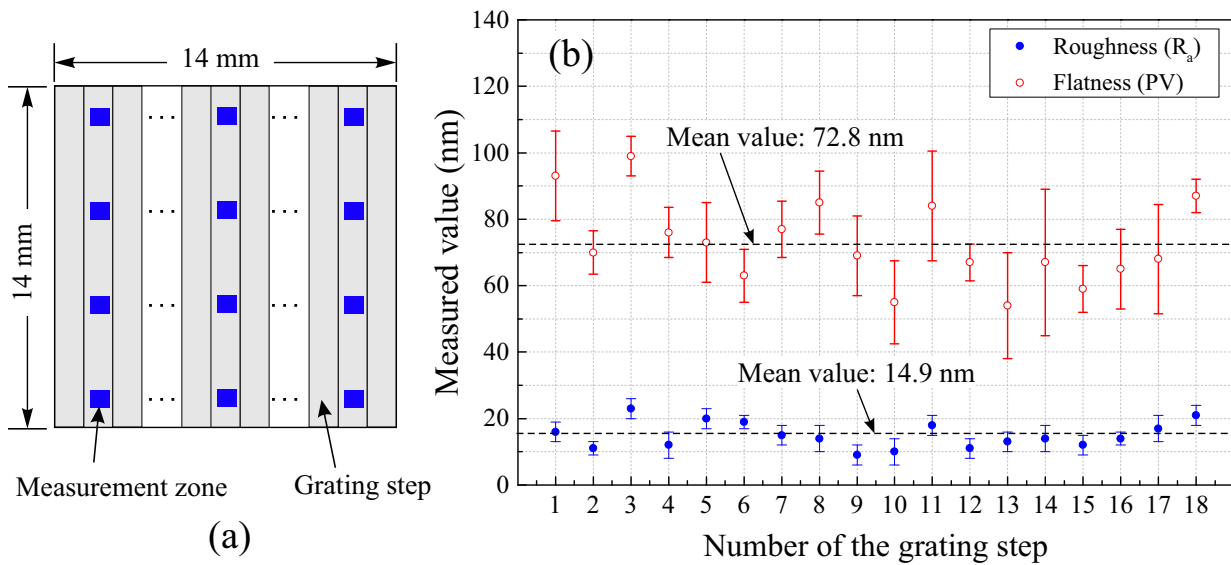 (a)
14 mm
14 mm
... ...
... ...
... ...
... ...
Measurement zone
Grating step
(b)
Roughness (Rₐ)
Flatness (PV)
Mean value: 72.8 nm
Mean value: 14.9 nm
Measured value (nm)
140
120
100
80
60
40
20
0
1 2 3 4 5 6 7 8 9 10 11 12 13 14 15 16 17 18
Number of the grating step